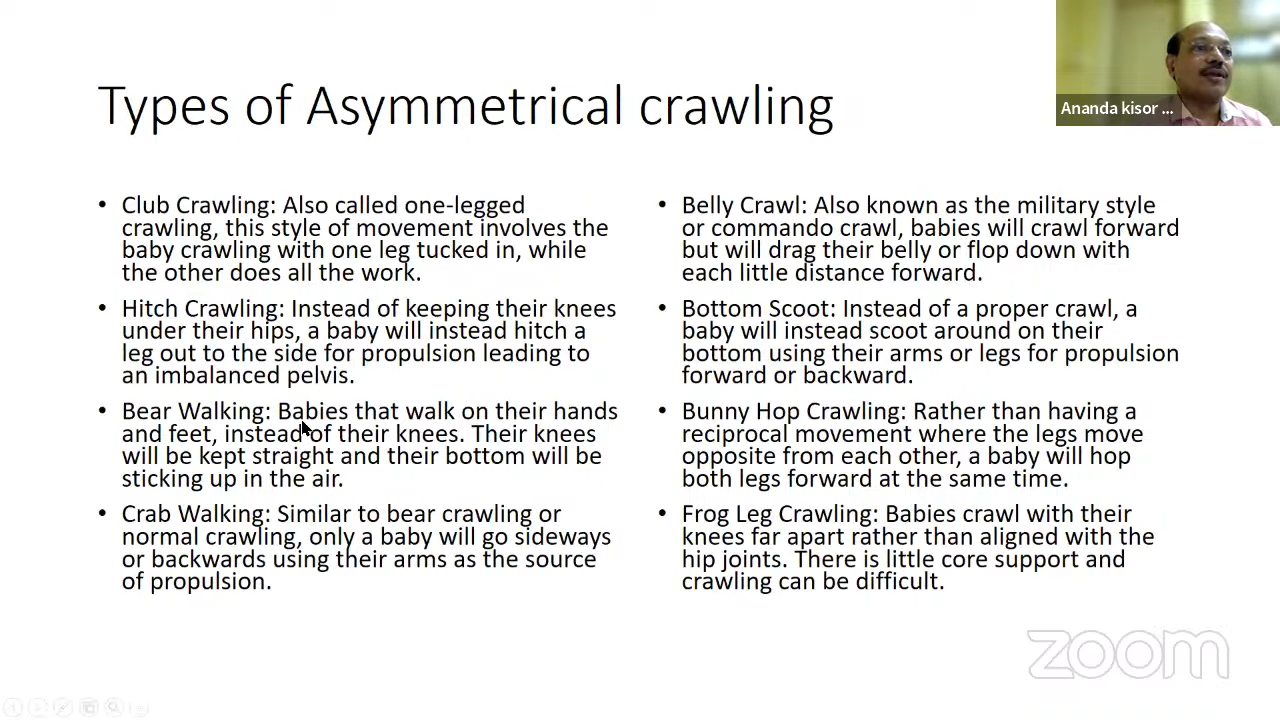 Types of Asymmetrical crawling
Ananda kisor ...
• Club Crawling: Also called one-legged
crawling, this style of movement involves the
baby crawling with one leg tucked in, while
the other does all the work.
• Hitch Crawling: Instead of keeping their knees
under their hips, a baby will instead hitch a
leg out to the side for propulsion leading to
an imbalanced pelvis.
• Bear Walking: Babies that walk on their hands
and feet, instead of their knees. Their knees
will be kept straight and their bottom will be
sticking up in the air.
• Crab Walking: Similar to bear crawling or
normal crawling, only a baby will go sideways
or backwards using their arms as the source
of propulsion.
• Belly Crawl: Also known as the military style
or commando crawl, babies will crawl forward
but will drag their belly or flop down with
each little distance forward.
• Bottom Scoot: Instead of a proper crawl, a
baby will instead scoot around on their
bottom using their arms or legs for propulsion
forward or backward.
• Bunny Hop Crawling: Rather than having a
reciprocal movement where the legs move
opposite from each other, a baby will hop
both legs forward at the same time.
• Frog Leg Crawling: Babies crawl with their
knees far apart rather than aligned with the
hip joints. There is little core support and
crawling can be difficult.
zoom